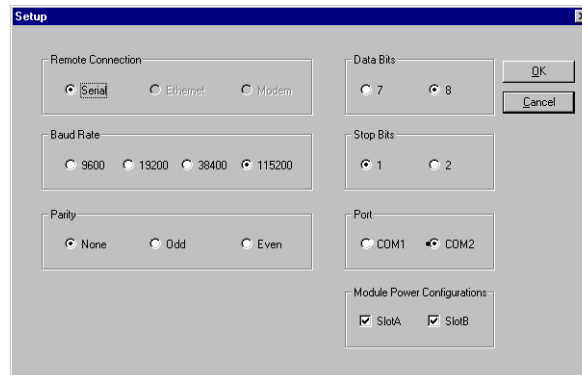 Setup
Remote Connection
Serial Ethernet Modem
Baud Rate
9600 19200 38400 115200
Parity
None Odd Even
Data Bits
7 8
Stop Bits
1 2
Port
COM1 COM2
Module Power Configurations
SlotA SlotB
OK
Cancel